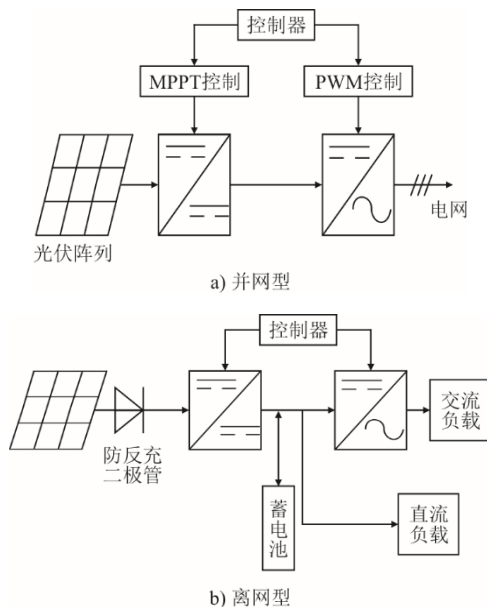 控制器
MPPT控制
PWM控制
光伏阵列
电网
a) 并网型
控制器
防反充
二极管
交流
负载
蓄
电
池
直流
负载
b) 离网型